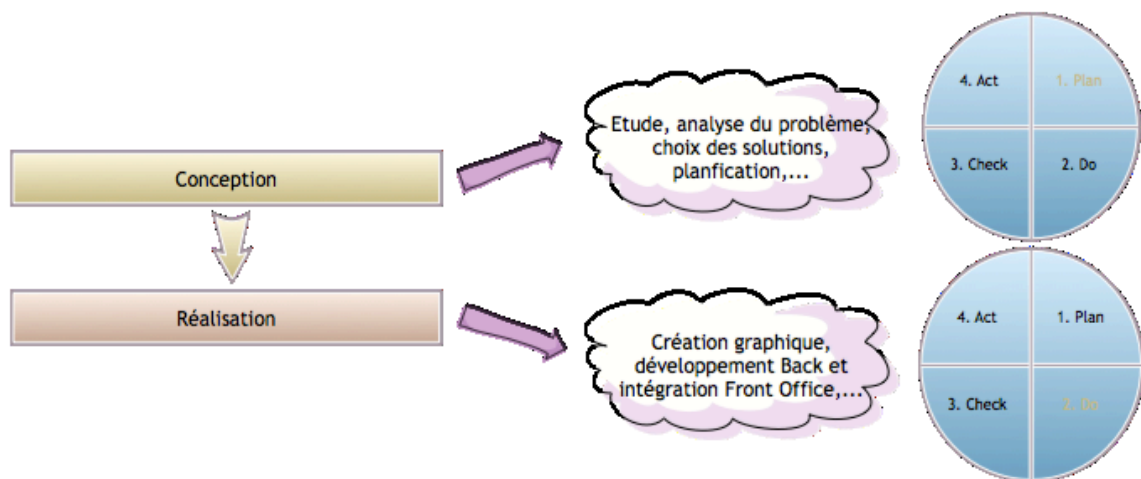 Conception
Etude, analyse du problème,
choix des solutions,
planfication,...
4. Act
1. Plan
3. Check
2. Do
Réalisation
Création graphique,
développement Back et
intégration Front Office,...
4. Act
1. Plan
3. Check
2. Do